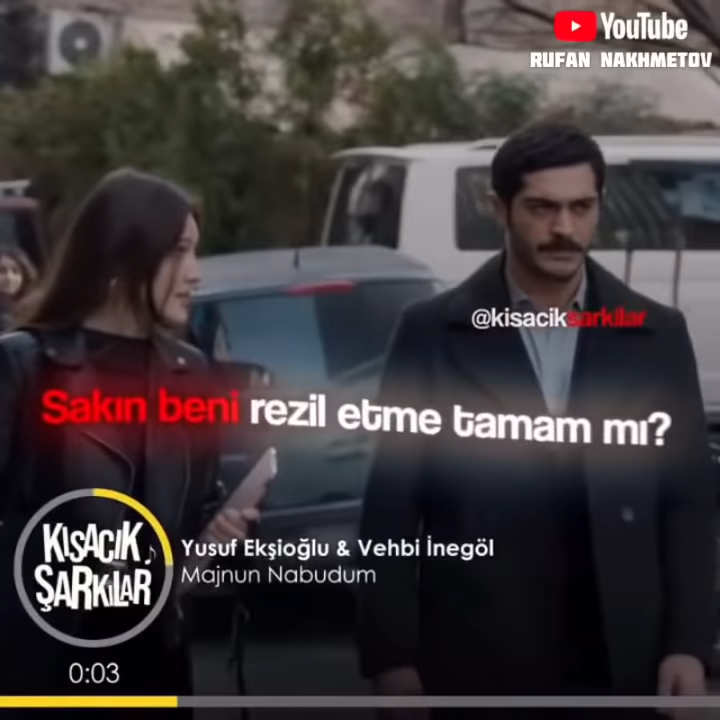 YouTube
RUFAN NAKHMETOV
@kisaciksarkilar
Sakın beni rezil etme tamam mı?
KISACIK
ŞARKILAR
Yusuf Ekşioğlu & Vehbi İnegöl
Majnun Nabudum
0:03